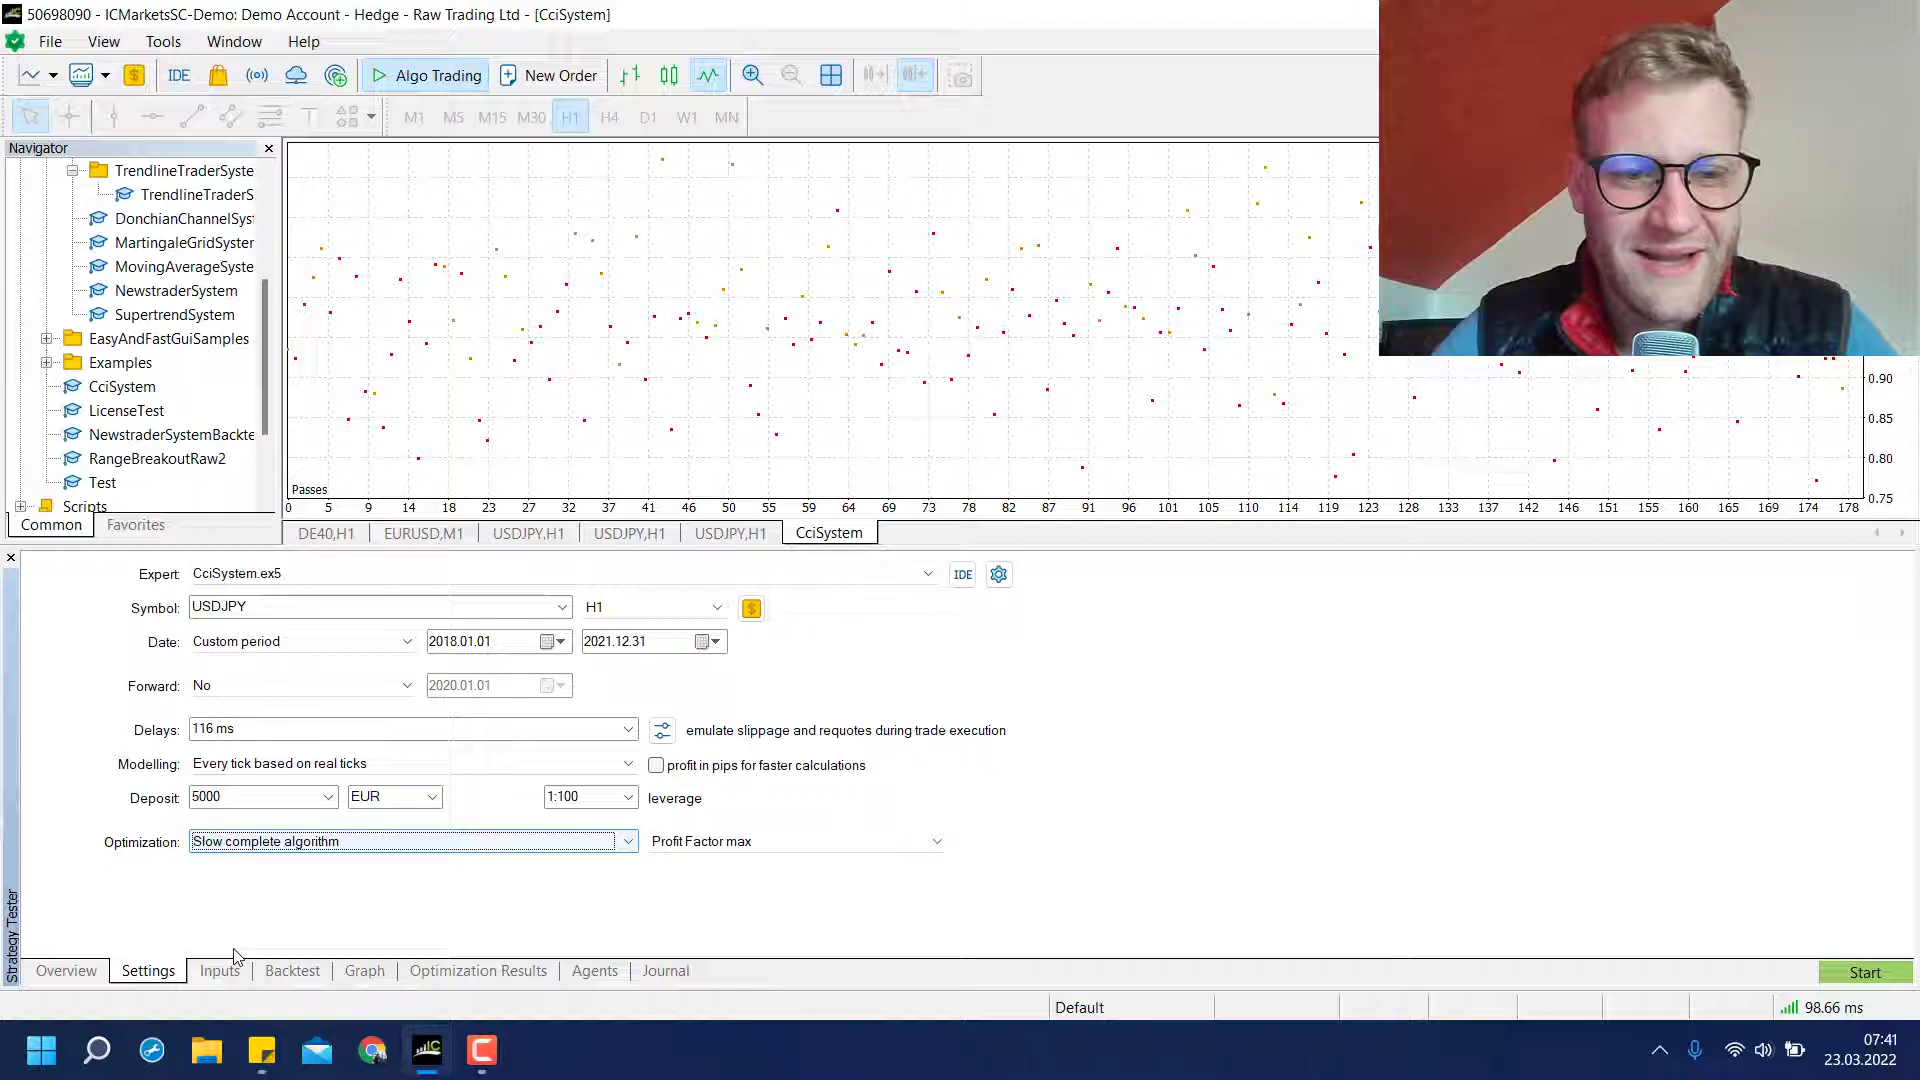 50698090 - ICMarketsSC-Demo: Demo Account - Hedge - Raw Trading Ltd - [CciSystem]
File View Tools Window Help
IDE Algo Trading New Order
M1 M5 M15 M30 H1 H4 D1 W1 MN
Navigator
TrendlineTraderSyste
TrendlineTraderS
DonchianChannelSyst
MartingaleGridSyster
MovingAverageSyste
NewstraderSystem
SupertrendSystem
EasyAndFastGuiSamples
Examples
CciSystem
LicenseTest
NewstraderSystemBackte
RangeBreakoutRaw2
Test
Scripts
Common Favorites
0.90
0.85
0.80
0.75
Passes
0 5 9 14 18 23 27 32 37 41 46 50 55 59 64 69 73 78 82 87 91 96 101 105 110 114 119 123 128 133 137 142 146 151 155 160 165 169 174 178
DE40,H1 EURUSD,M1 USDJPY,H1 USDJPY,H1 USDJPY,H1 CciSystem
Expert: CciSystem.ex5 IDE
Symbol: USDJPY H1
Date: Custom period 2018.01.01 2021.12.31
Forward: No 2020.01.01
Delays: 116 ms emulate slippage and requotes during trade execution
Modelling: Every tick based on real ticks profit in pips for faster calculations
Deposit: 5000 EUR 1:100 leverage
Optimization: Slow complete algorithm Profit Factor max
Strategy Tester
Overview Settings Inputs Backtest Graph Optimization Results Agents Journal Start
Default 98.66 ms
IC
07:41
23.03.2022